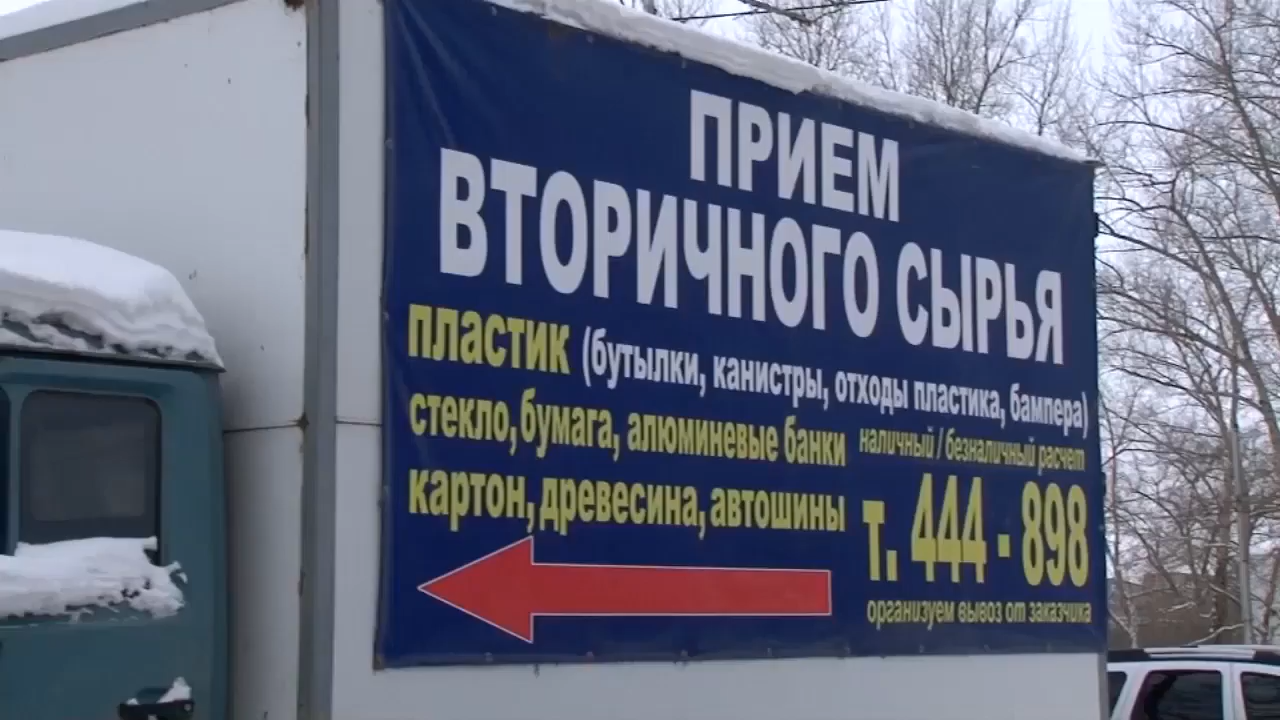 ПРИЕМ
ВТОРИЧНОГО СЫРЬЯ
ПЛАСТИК (бутылки, канистры, отходы пластика, бампера)
стекло, бумага, алюминевые банки
картон, древесина, автошины
наличный / безналичный расчет
т. 444-898
организуем вывоз от заказчика